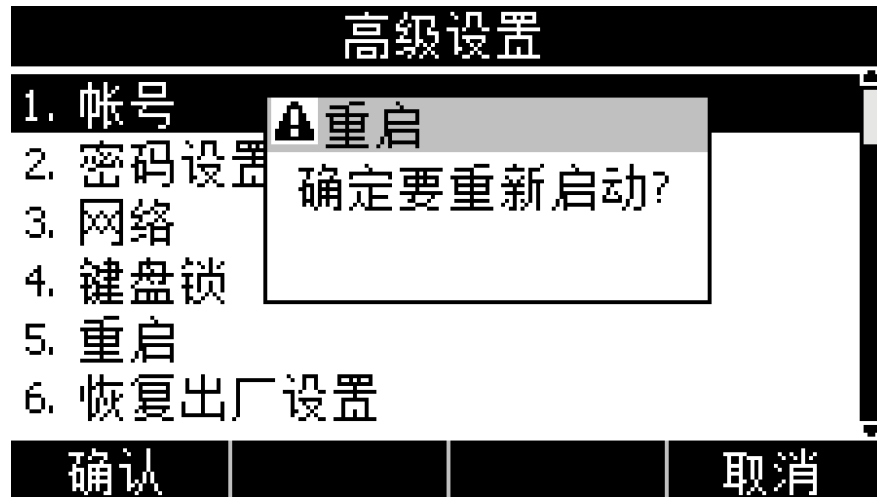 高级设置
1. 帐号
2. 密码设置
3. 网络
4. 键盘锁
5. 重启
6. 恢复出厂设置
重启
确定要重新启动?
确认
取消